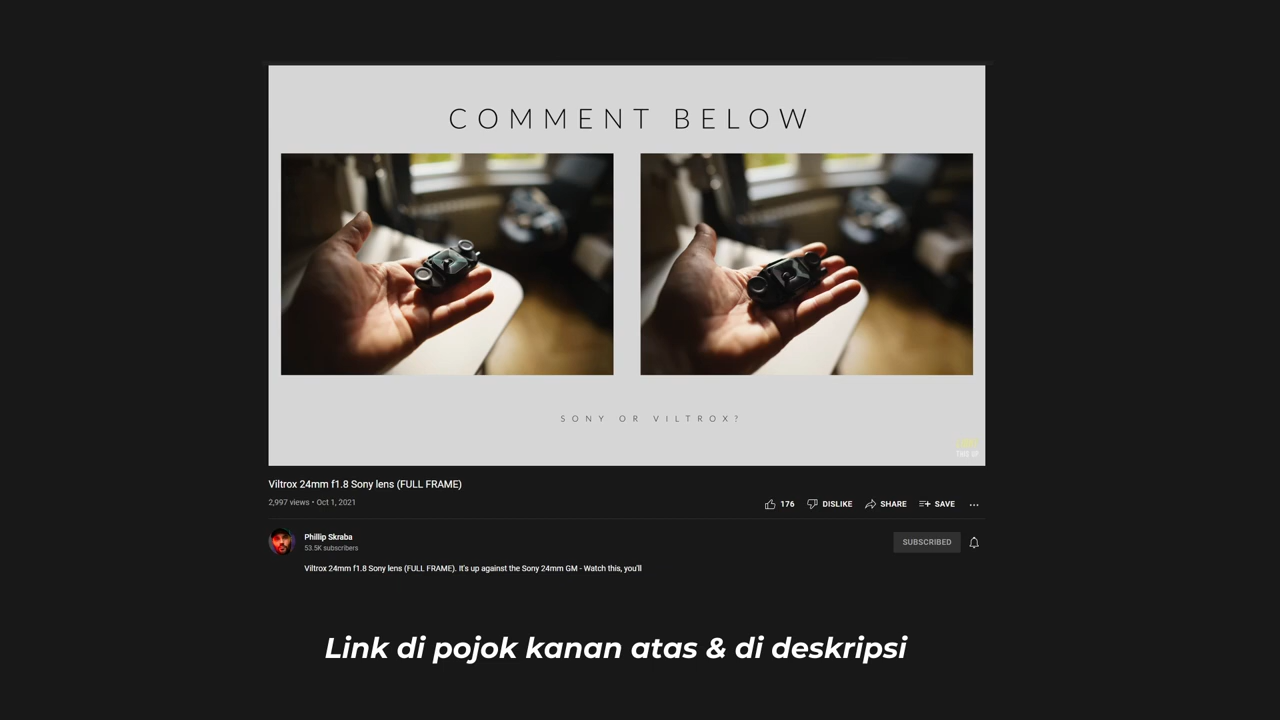 COMMENT BELOW
SONY OR VILTROX?
THIS UP
Viltrox 24mm f1.8 Sony lens (FULL FRAME)
2,997 views • Oct 1, 2021
176 DISLIKE SHARE SAVE ...
Phillip Skraba
53.5K subscribers
SUBSCRIBED
Viltrox 24mm f1.8 Sony lens (FULL FRAME). It's up against the Sony 24mm GM - Watch this, you'll
Link di pojok kanan atas & di deskripsi